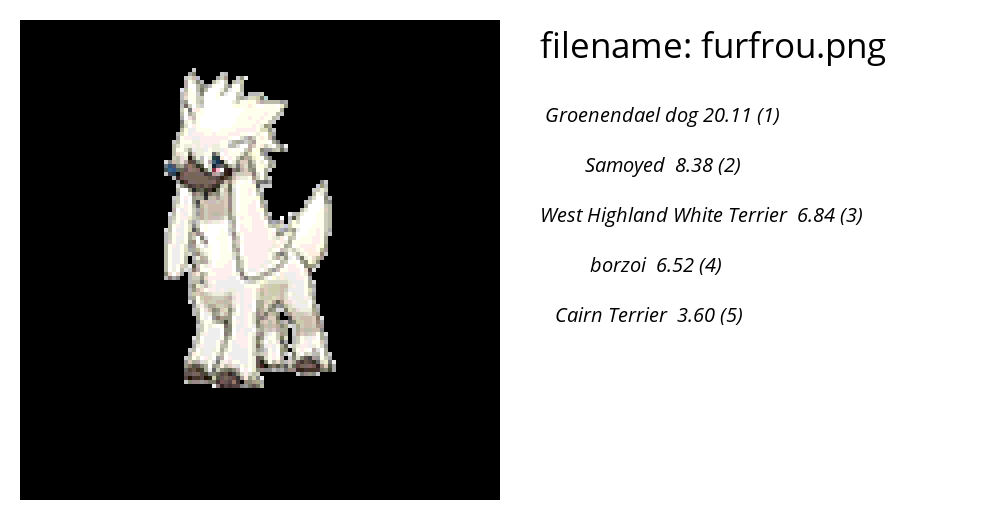 filename: furfrou.png
Groenendael dog 20.11 (1)
Samoyed 8.38 (2)
West Highland White Terrier 6.84 (3)
borzoi 6.52 (4)
Cairn Terrier 3.60 (5)